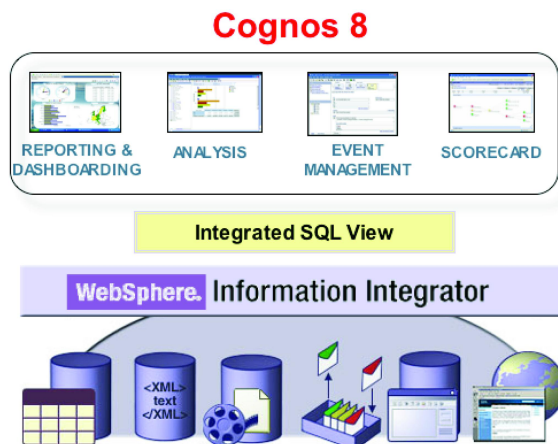 Cognos 8
REPORTING &
DASHBOARDING
ANALYSIS
EVENT
MANAGEMENT
SCORECARD
Integrated SQL View
WebSphere. Information Integrator
<XML>
text
</XML>